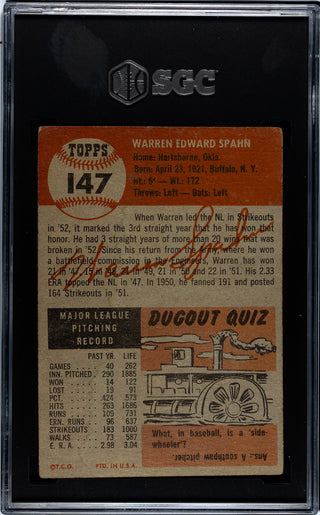 SGC
TOPPS
147
WARREN EDWARD SPAHN
Home: Hartshorne, Okla.
Born: April 23, 1921, Buffalo, N. Y.
Ht.: 6' — Wt.: 172
Throws: Left - Bats: Left
When Warren led the NL in Strikeouts
in '52, it marked the 3rd straight year that he has won that
honor. He had 3 straight years of more than 20 wins that was
broken in '52. Since his return from the Army, where he won
a battlefield commission in the Engineers, Warren has won
21 in '47, 15 in '48, 21 in '49, 21 in '50 and 22 in '51. His 2.33
ERA topped the NL in '47. In 1950, he fanned 191 and posted
164 Strikeouts in '51.
Warren Spahn
MAJOR LEAGUE
PITCHING
RECORD
PAST YR. LIFE
GAMES 40 262
INN. PITCHED 290 1885
WON 14 122
LOST 19 91
PCT. .424 .573
HITS 263 1686
RUNS 109 731
ERN. RUNS 96 637
STRIKEOUTS 183 1000
WALKS 73 587
E. R. A. 2.98 3.04
DUGOUT QUIZ
What, in baseball, is a 'side-
wheeler'?
Ans.: A southpaw pitcher.
©T.C.G. PTD. IN U.S.A.